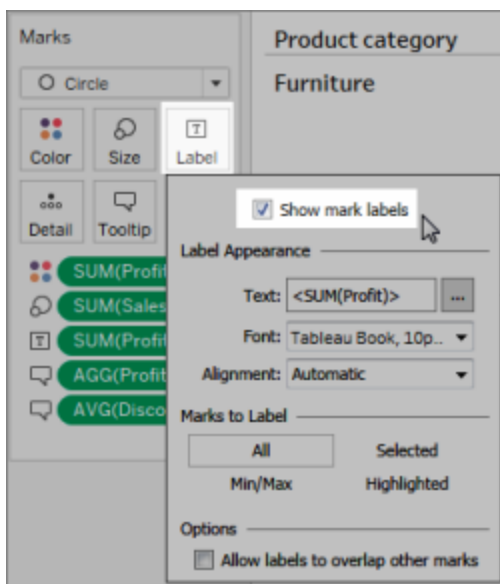 Marks
Product category
Circle
Furniture
Color Size Label
Detail Tooltip
Show mark labels
Label Appearance
Text: <SUM(Profit)> ...
Font: Tableau Book, 10p..
Alignment: Automatic
SUM(Profit
SUM(Sales
SUM(Profit
AGG(Profit
AVG(Disco
Marks to Label
All Selected
Min/Max Highlighted
Options
Allow labels to overlap other marks